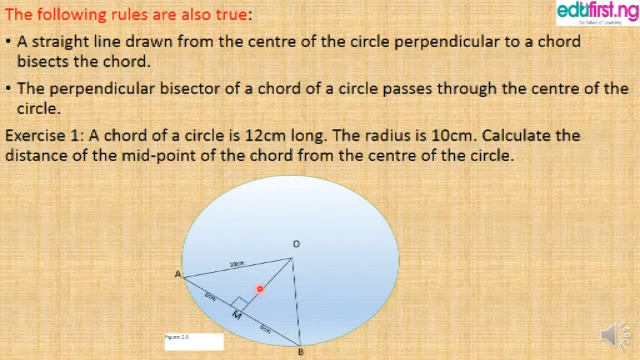 The following rules are also true:
edufirst.ng
• A straight line drawn from the centre of the circle perpendicular to a chord
bisects the chord.
• The perpendicular bisector of a chord of a circle passes through the centre of the
circle.
Exercise 1: A chord of a circle is 12cm long. The radius is 10cm. Calculate the
distance of the mid-point of the chord from the centre of the circle.
O
10cm
A
6cm
M
6cm
Figure 2.3
B